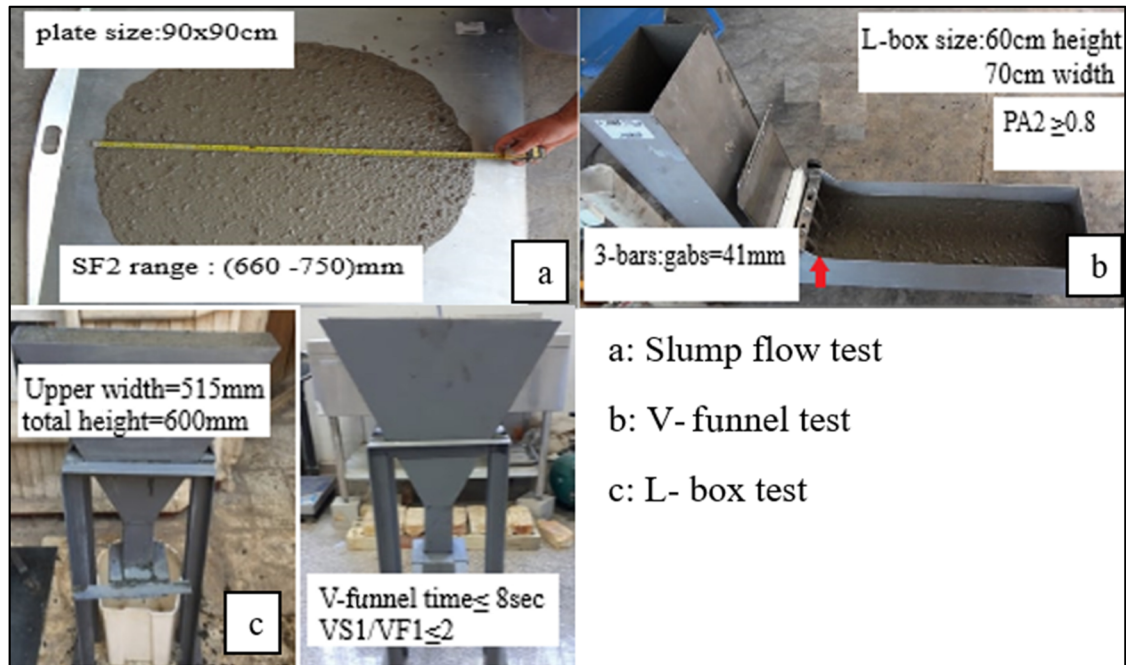 plate size:90x90cm
SF2 range : (660 -750)mm
a
L-box size:60cm height
70cm width
PA2 ≥0.8
3-bars:gabs=41mm
b
Upper width=515mm
total height=600mm
c
V-funnel time≤ 8sec
VS1/VF1≤2
a: Slump flow test
b: V- funnel test
c: L- box test